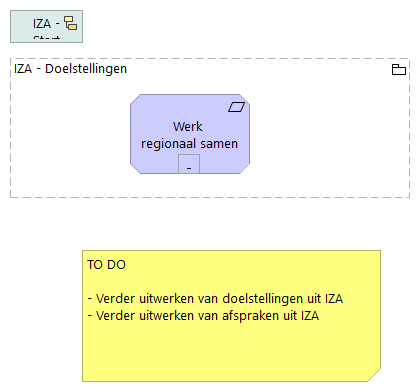 IZA -
Start
IZA - Doelstellingen
Werk
regionaal samen
-
TO DO
- Verder uitwerken van doelstellingen uit IZA
- Verder uitwerken van afspraken uit IZA